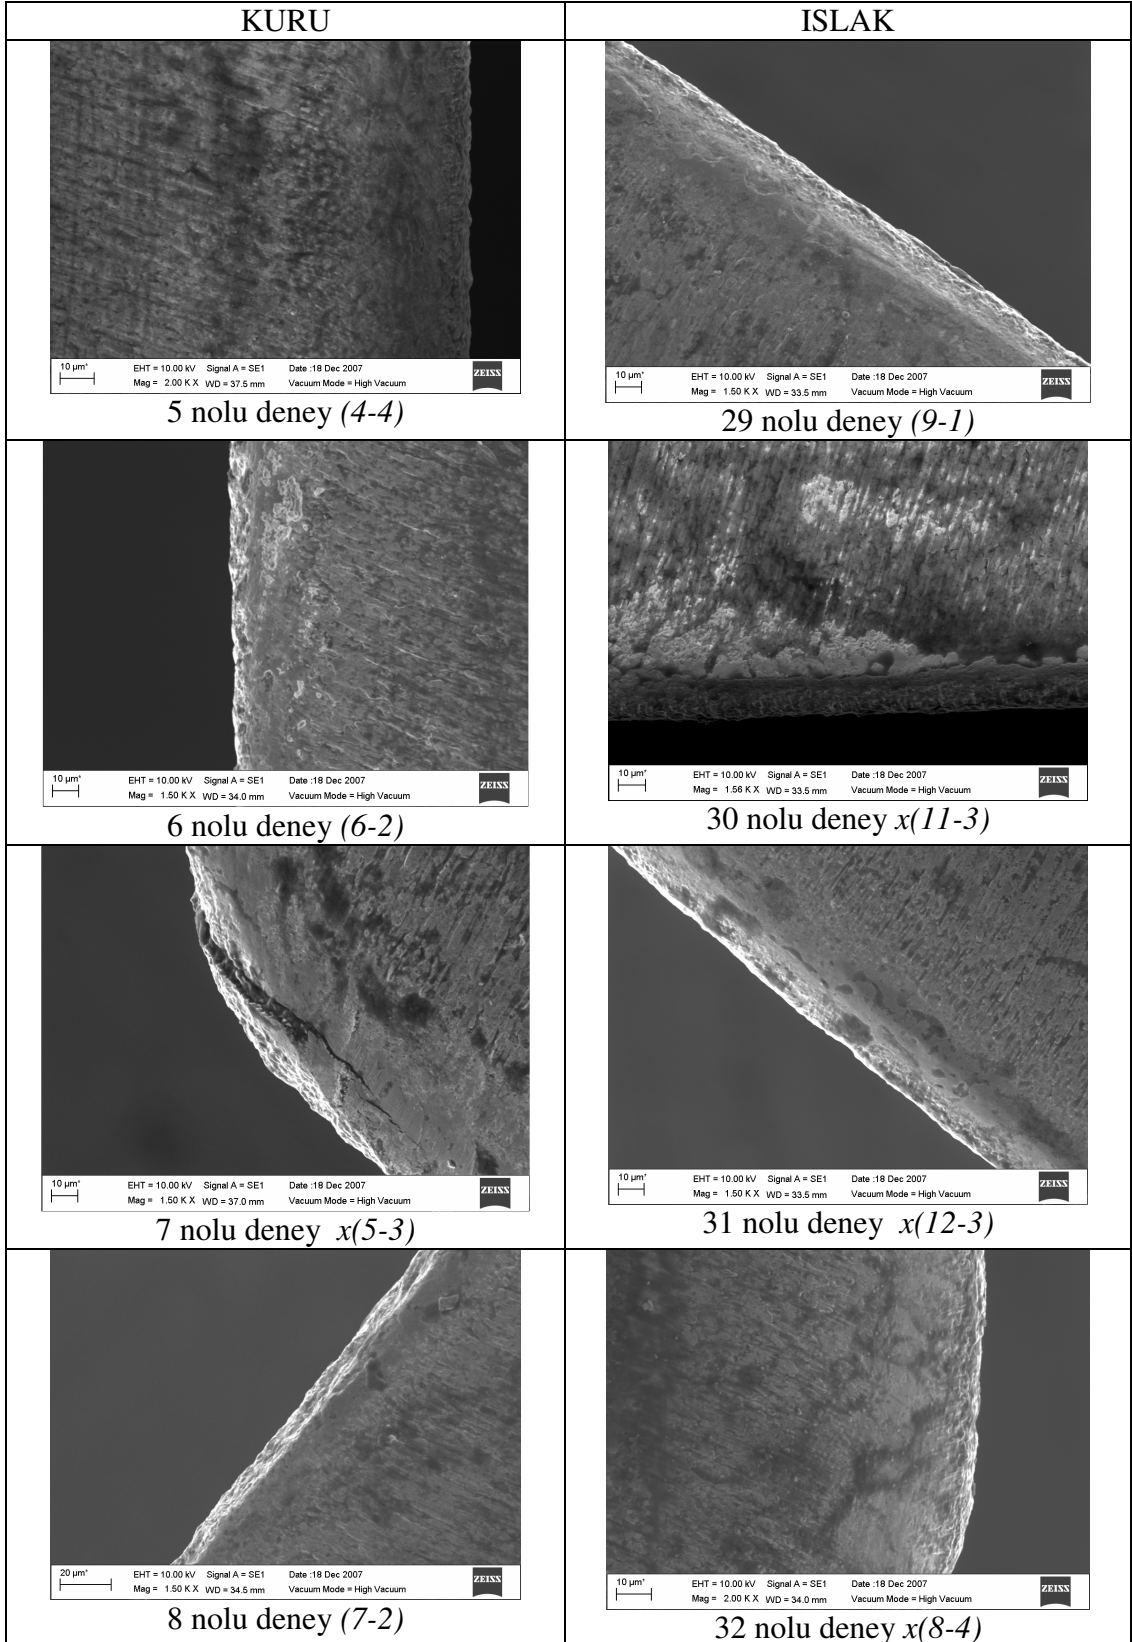 KURU
ISLAK
10 µm*
EHT = 10.00 kV Signal A = SE1 Date :18 Dec 2007
Mag = 2.00 K X WD = 37.5 mm Vacuum Mode = High Vacuum
ZEISS
5 nolu deney (4-4)
10 µm*
EHT = 10.00 kV Signal A = SE1 Date :18 Dec 2007
Mag = 1.50 K X WD = 33.5 mm Vacuum Mode = High Vacuum
ZEISS
29 nolu deney (9-1)
10 µm*
EHT = 10.00 kV Signal A = SE1 Date :18 Dec 2007
Mag = 1.50 K X WD = 34.0 mm Vacuum Mode = High Vacuum
ZEISS
6 nolu deney (6-2)
10 µm*
EHT = 10.00 kV Signal A = SE1 Date :18 Dec 2007
Mag = 1.56 K X WD = 33.5 mm Vacuum Mode = High Vacuum
ZEISS
30 nolu deney x(11-3)
10 µm*
EHT = 10.00 kV Signal A = SE1 Date :18 Dec 2007
Mag = 1.50 K X WD = 37.0 mm Vacuum Mode = High Vacuum
ZEISS
7 nolu deney x(5-3)
10 µm*
EHT = 10.00 kV Signal A = SE1 Date :18 Dec 2007
Mag = 1.50 K X WD = 33.5 mm Vacuum Mode = High Vacuum
ZEISS
31 nolu deney x(12-3)
20 µm*
EHT = 10.00 kV Signal A = SE1 Date :18 Dec 2007
Mag = 1.50 K X WD = 34.5 mm Vacuum Mode = High Vacuum
ZEISS
8 nolu deney (7-2)
10 µm*
EHT = 10.00 kV Signal A = SE1 Date :18 Dec 2007
Mag = 2.00 K X WD = 34.0 mm Vacuum Mode = High Vacuum
ZEISS
32 nolu deney x(8-4)